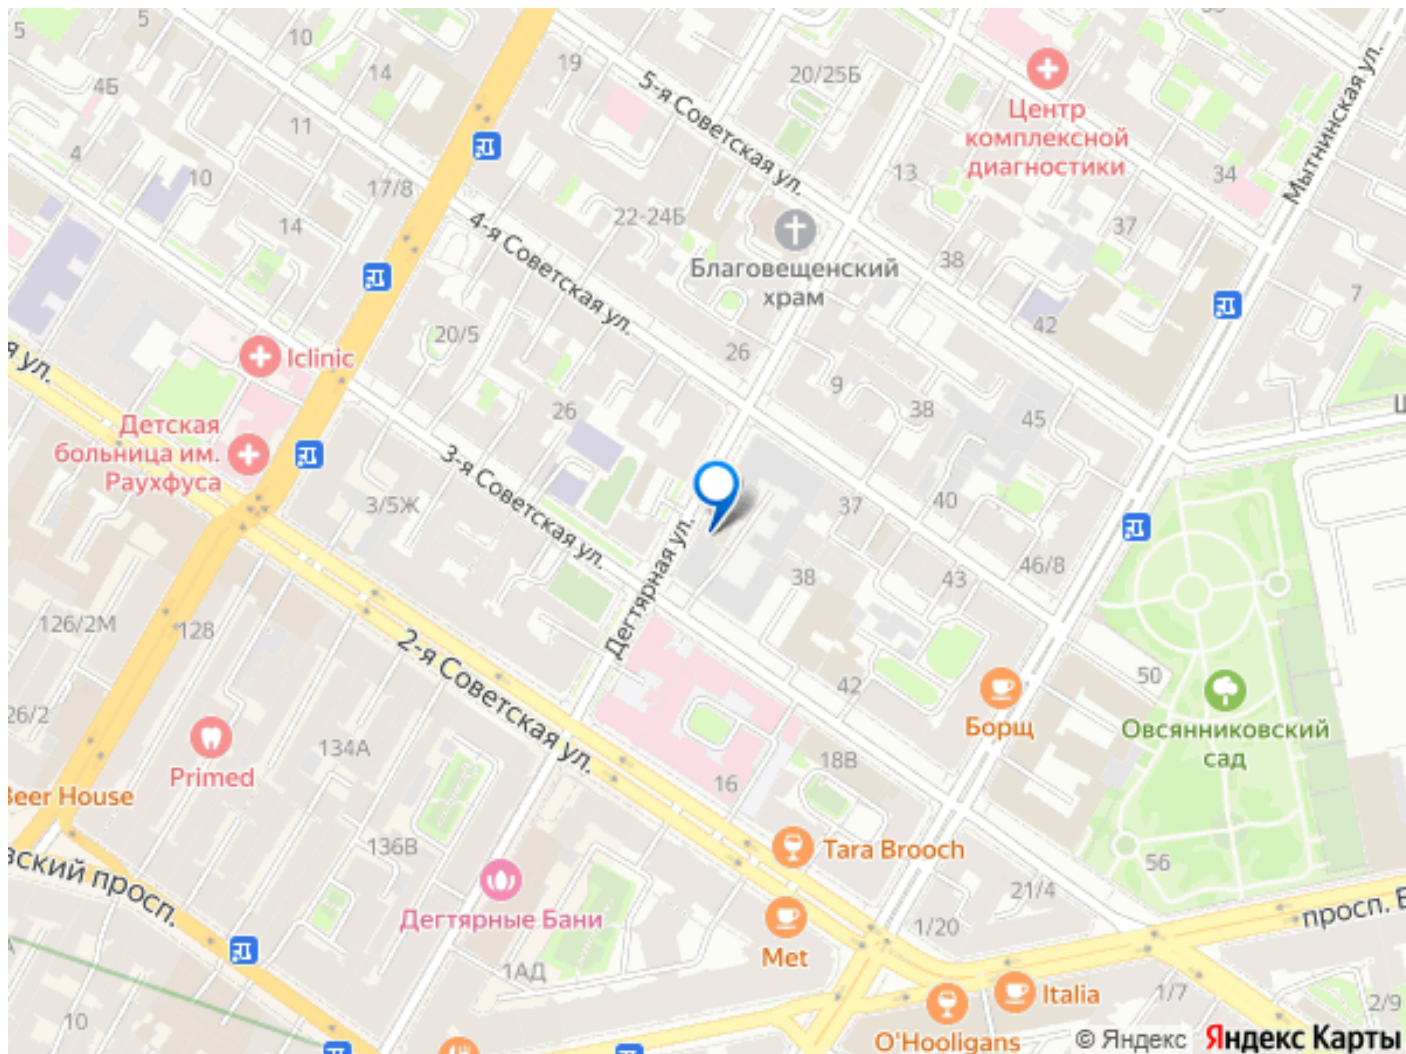 5
5
10
14
4Б
11
4
10
14
17/8
19
20/25Б
5-я Советская ул.
Центр
комплексной
диагностики
Мытнинская ул.
13
34
22-24Б
4-я Советская ул.
Благовещенский
храм
38
37
42
7
20/5
Iclinic
я ул.
26
9
38
45
26
Детская
больница им.
Раухфуса
3-я Советская ул.
3/5Ж
37
40
Дегтярная ул.
38
43
46/8
126/2М
128
2-я Советская ул.
42
50
Борщ
Овсянниковский
сад
26/2
134А
Primed
18В
16
Beer House
136В
Tara Brooch
56
вский просп.
Дегтярные Бани
21/4
1/20
просп. Б
Met
1АД
Italia
1/7
2/9
10
O'Hooligans
© Яндекс
Яндекс Карты